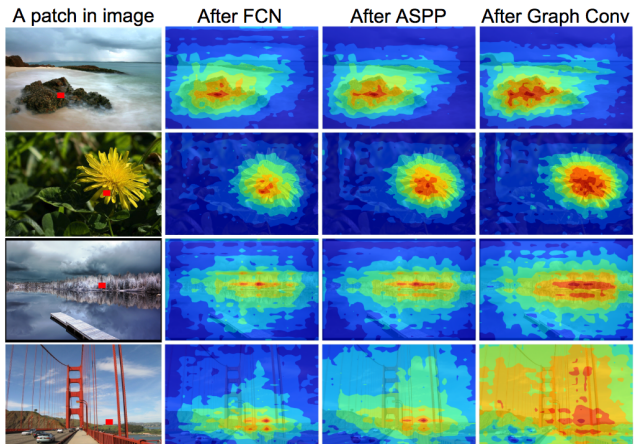 A patch in image
After FCN
After ASPP
After Graph Conv